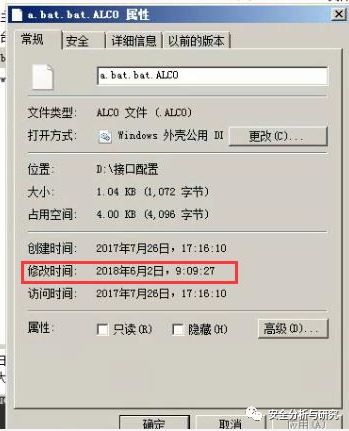 a.bat.bat.ALCO 属性
常规 安全 详细信息 以前的版本
a.bat.bat.ALCO
文件类型: ALCO 文件 (.ALCO)
打开方式: Windows 外壳公用 Dl 更改(C)...
位置: D:\接口配置
大小: 1.04 KB (1,072 字节)
占用空间: 4.00 KB (4,096 字节)
创建时间: 2017年7月26日，17:16:10
修改时间: 2018年6月2日，9:09:27
访问时间: 2017年7月26日，17:16:10
属性: 只读(R) 隐藏(H) 高级(D)...
安全分析与研究
确定 取消 应用(A)